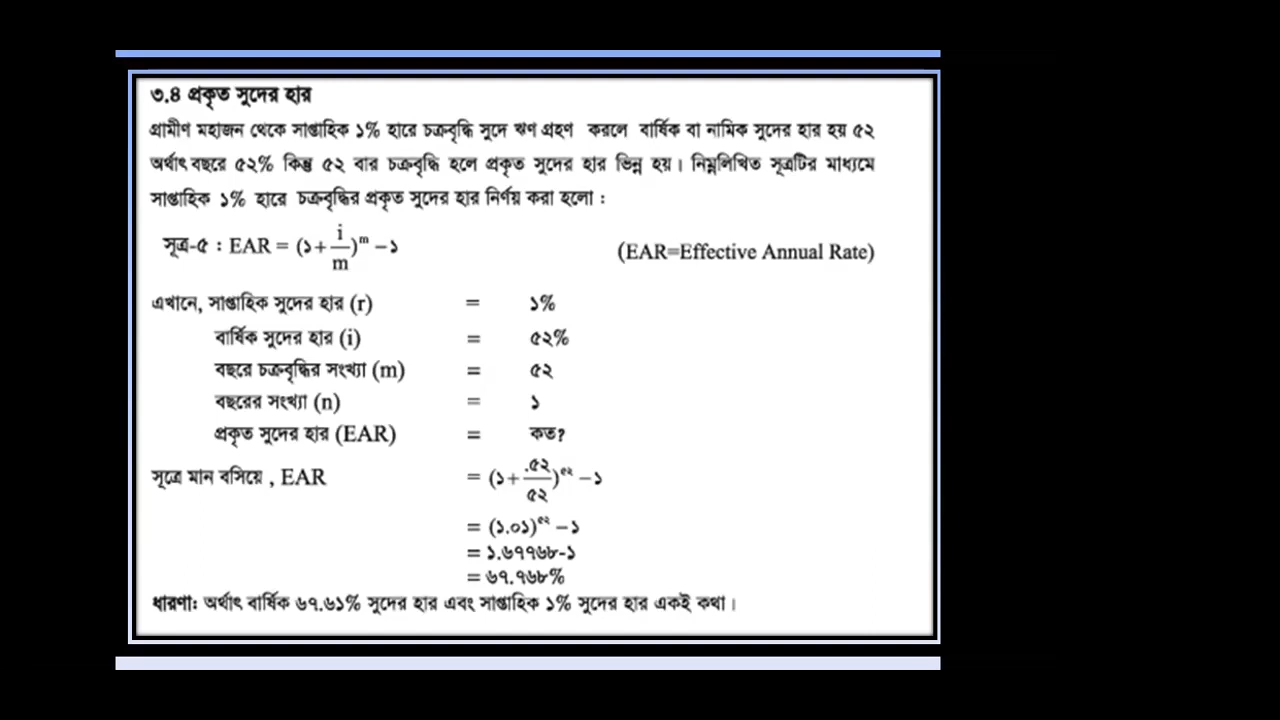 ৩.৪ প্রকৃত সুদের হার
গ্রামীণ মহাজন থেকে সাপ্তাহিক ১% হারে চক্রবৃদ্ধি সুদে ঋণ গ্রহণ করলে বার্ষিক বা নামিক সুদের হার হয় ৫২
অর্থাৎ বছরে ৫২% কিন্তু ৫২ বার চক্রবৃদ্ধি হলে প্রকৃত সুদের হার ভিন্ন হয়। নিম্নলিখিত সূত্রটির মাধ্যমে
সাপ্তাহিক ১% হারে চক্রবৃদ্ধির প্রকৃত সুদের হার নির্ণয় করা হলো :
সূত্র-৫ : EAR = (১+ i/m)^m −১ (EAR=Effective Annual Rate)
এখানে, সাপ্তাহিক সুদের হার (r) = ১%
বার্ষিক সুদের হার (i) = ৫২%
বছরে চক্রবৃদ্ধির সংখ্যা (m) = ৫২
বছরের সংখ্যা (n) = ১
প্রকৃত সুদের হার (EAR) = কত?
সূত্রে মান বসিয়ে , EAR = (১+ .৫২/৫২)^৫২ −১
= (১.০১)^৫২ −১
= ১.৬৭৭৬৮-১
= ৬৭.৭৬৮%
ধারণা: অর্থাৎ বার্ষিক ৬৭.৬১% সুদের হার এবং সাপ্তাহিক ১% সুদের হার একই কথা।